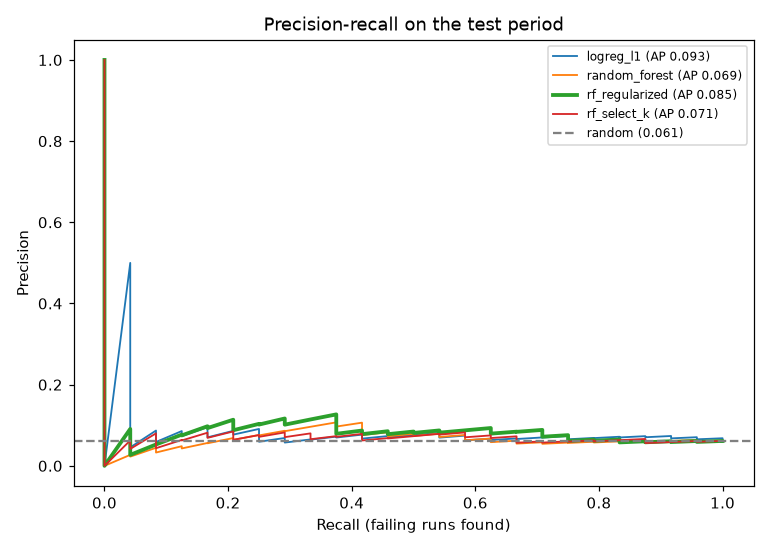 Precision-recall on the test period
logreg_l1 (AP 0.093)
random_forest (AP 0.069)
rf_regularized (AP 0.085)
rf_select_k (AP 0.071)
random (0.061)
Precision
1.0
0.8
0.6
0.4
0.2
0.0
0.0 0.2 0.4 0.6 0.8 1.0
Recall (failing runs found)